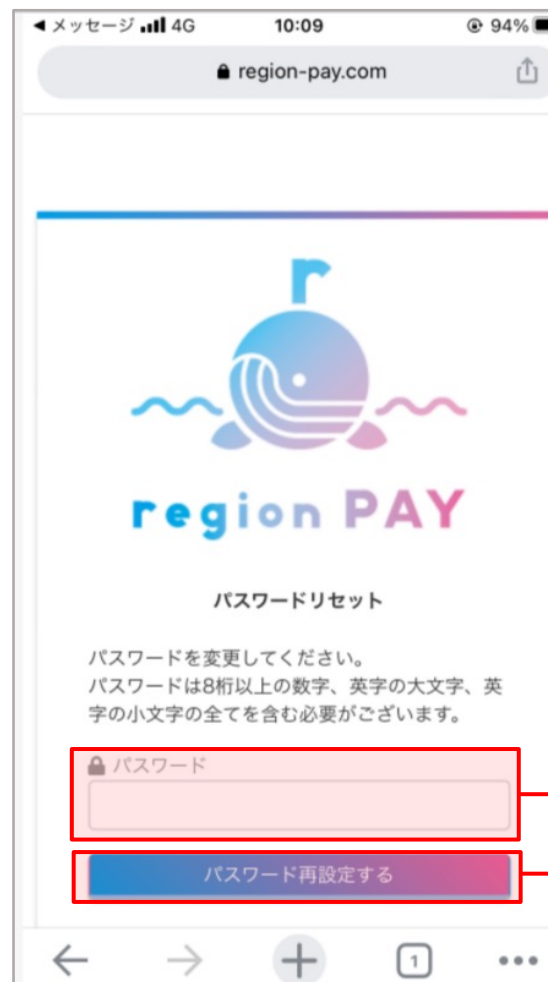 ◀ メッセージ 4G 10:09 94%
region-pay.com
r
region PAY
パスワードリセット
パスワードを変更してください。
パスワードは8桁以上の数字、英字の大文字、英
字の小文字の全てを含む必要がございます。
パスワード
パスワード再設定する
1